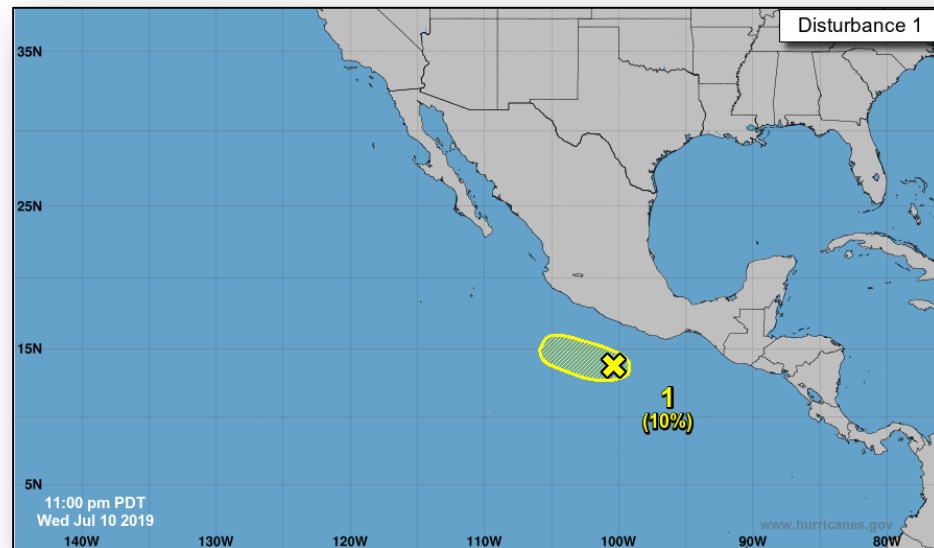 Disturbance 1
35N
25N
15N
1
(10%)
5N
11:00 pm PDT
Wed Jul 10 2019
www.hurricanes.gov
140W
130W
120W
110W
100W
90W
80W